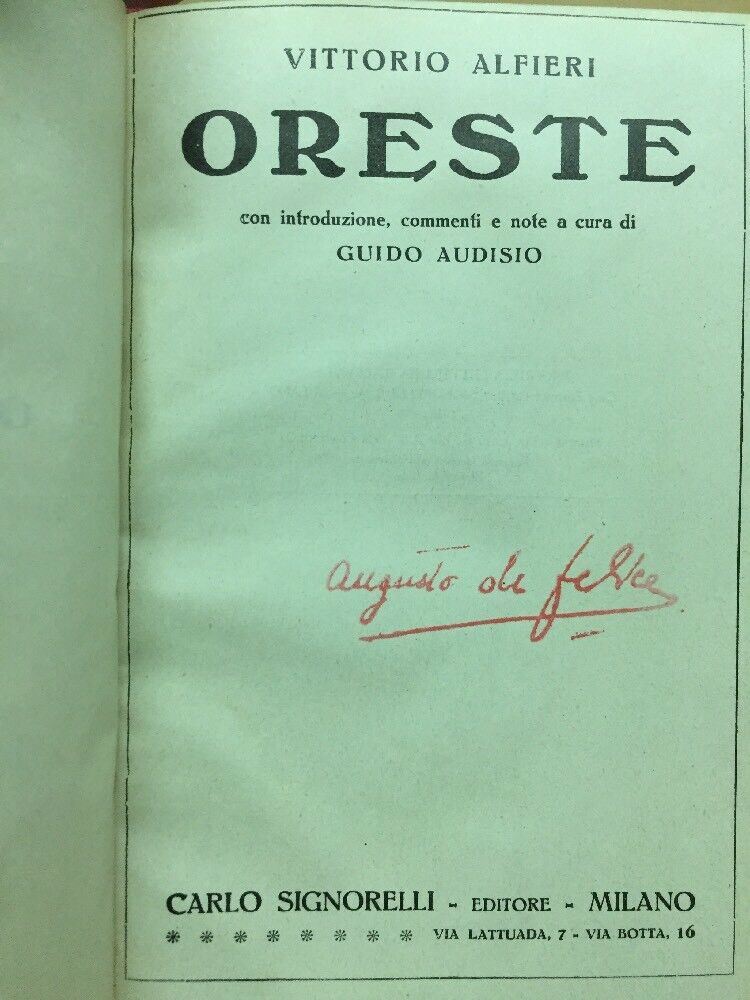 VITTORIO ALFIERI
ORESTE
con introduzione, commenti e note a cura di
GUIDO AUDISIO
Augusto de
CARLO SIGNORELLI - EDITORE - MILANO
VIA LATTUADA, 7 - VIA BOTTA, 16